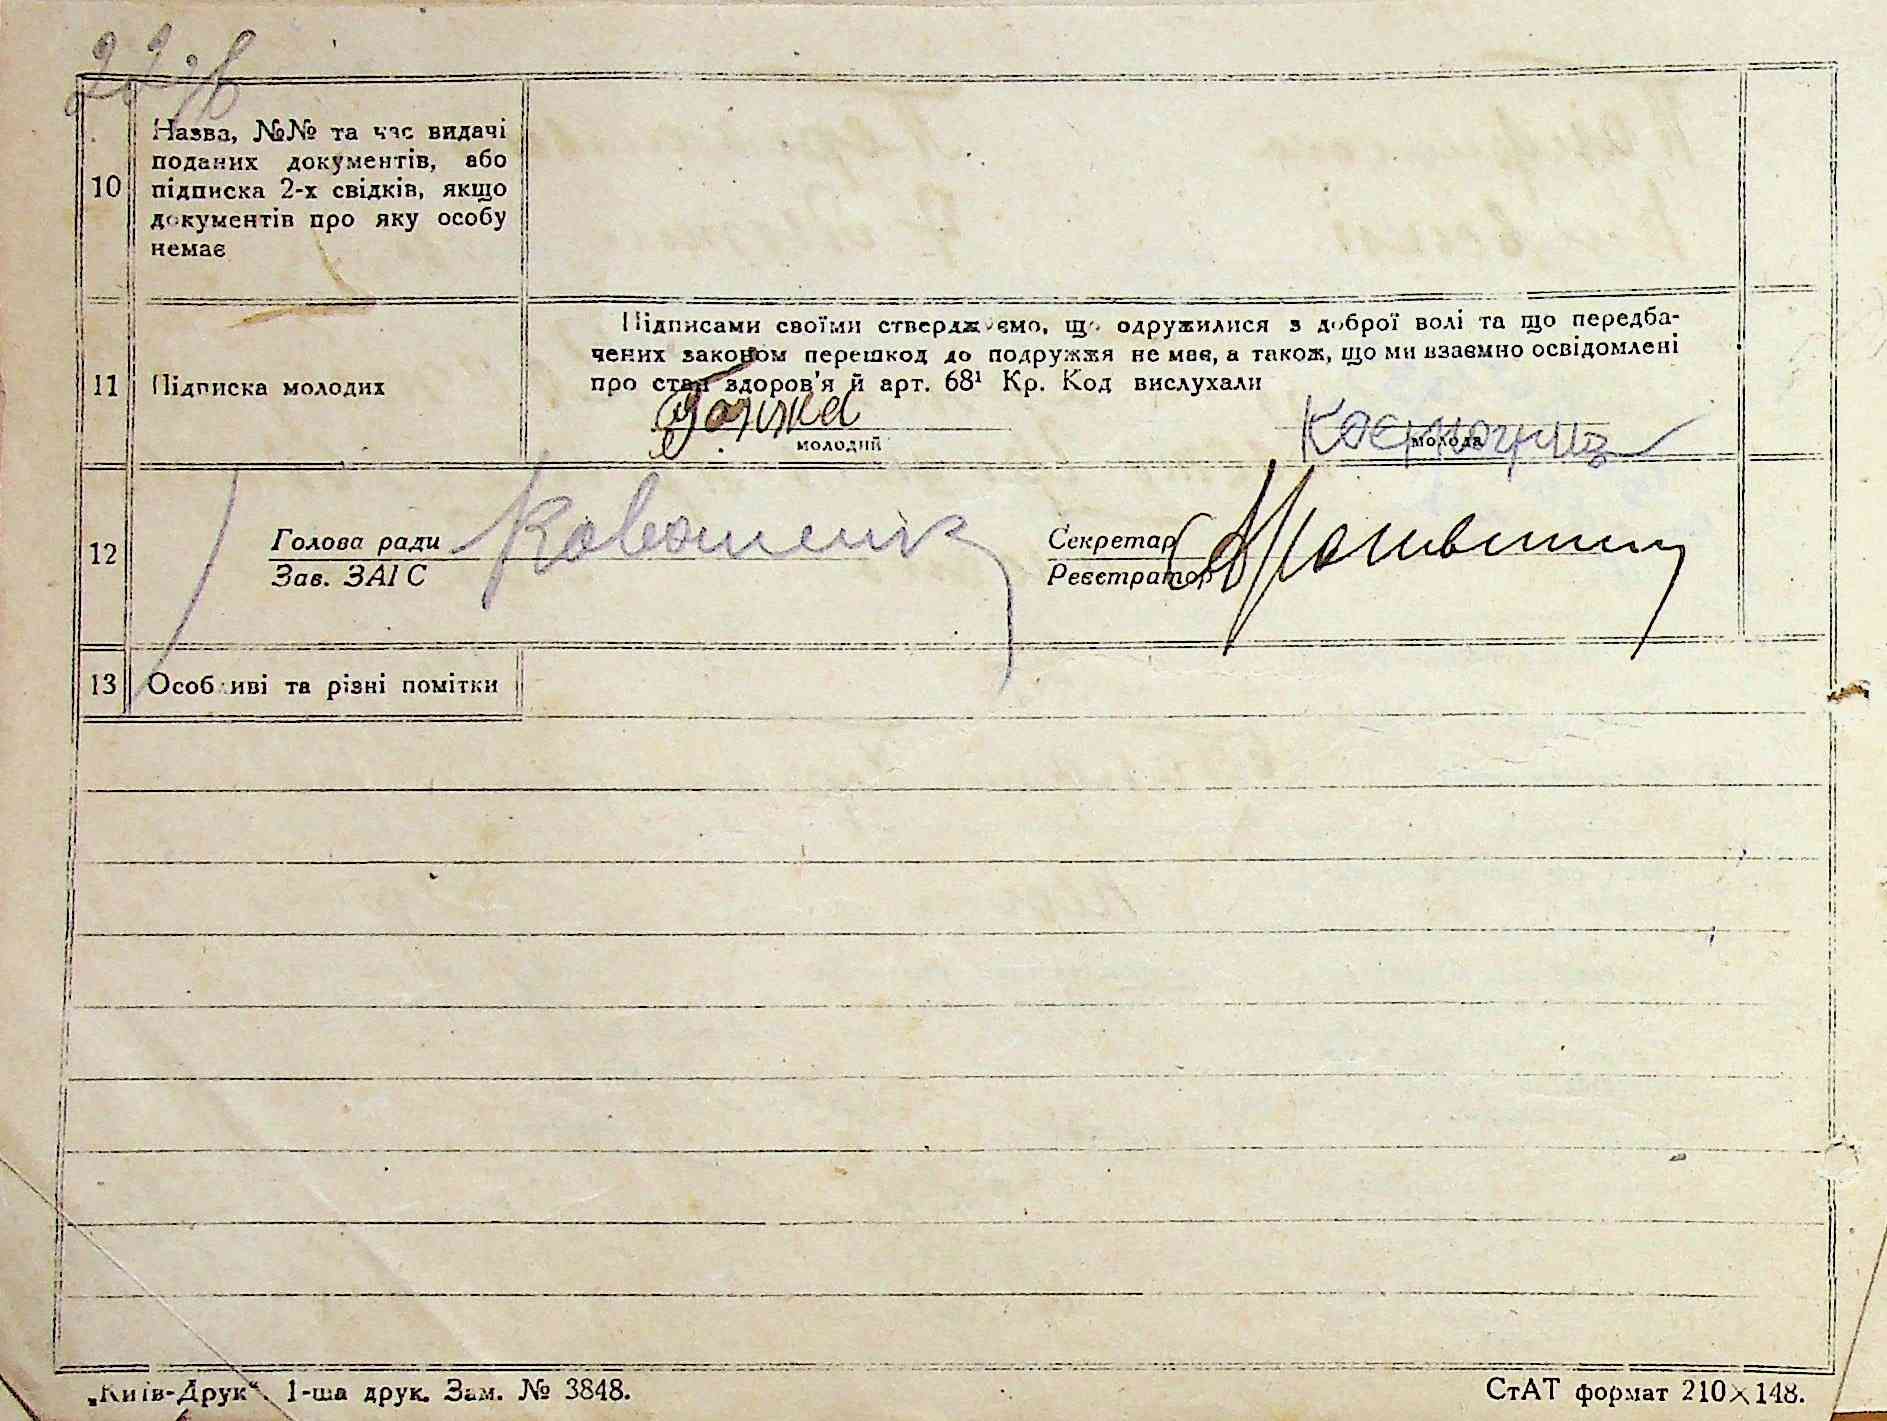 22 зв
10
Назва, №№ та час видачі
поданих документів, або
підписка 2-х свідків, якщо
документів про яку особу
немає
11
Підписка молодих
Підписами своїми стверджуємо, що одружилися з доброї волі та що передба-
чених законом перешкод до подружжя не має, а також, що ми взаємно освідомлені
про стан здоров'я й арт. 68¹ Кр. Код вислухали
молодий
молода
12
Голова ради
Зав. ЗАГС
Секретар
Реєстратор
13
Особливі та різні помітки
„Київ-Друк“. 1-ша друк. Зам. № 3848.
СтАТ формат 210×148.